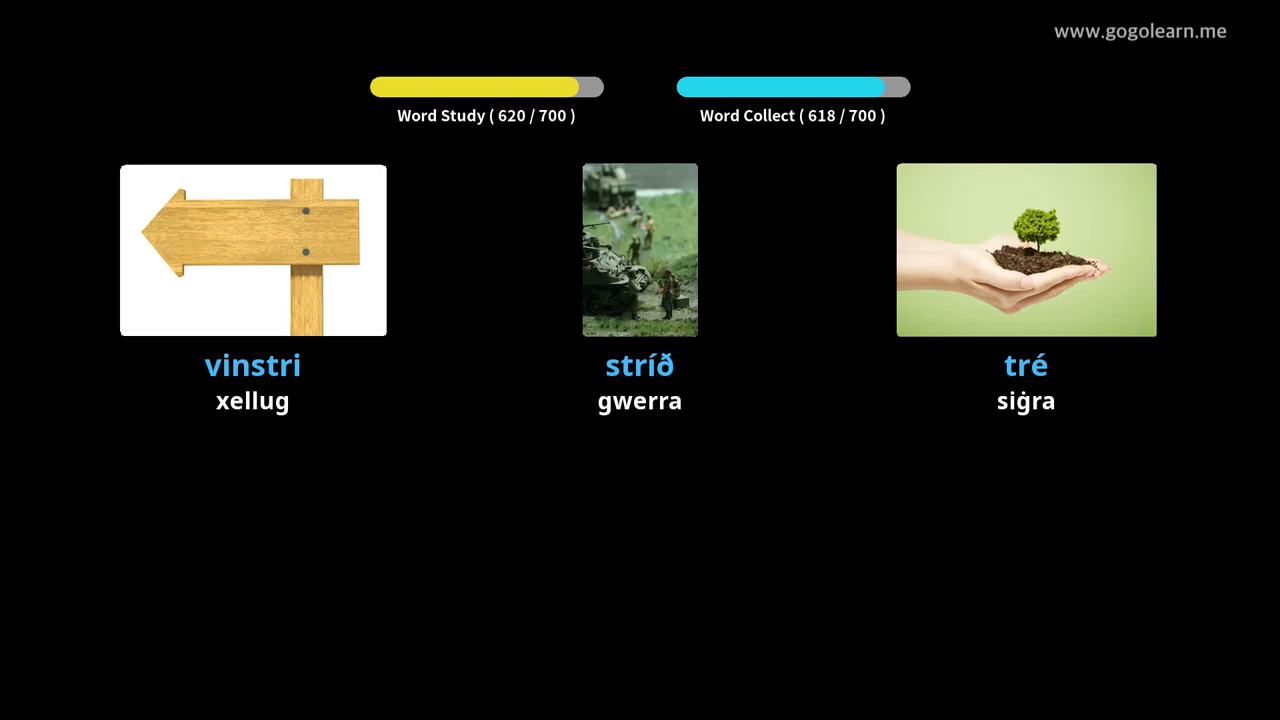 www.gogolearn.me
Word Study ( 620 / 700 )
Word Collect ( 618 / 700 )
vinstri
xellug
stríð
gwerra
tré
siġra